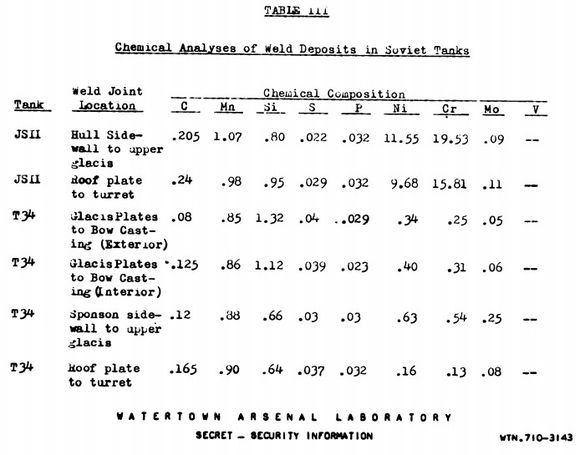 TABLE III
Chemical Analyses of Weld Deposits in Soviet Tanks
Weld Joint Chemical Composition
Tank Location C Mn Si S P Ni Cr Mo V
JSII Hull Side- .205 1.07 .80 .022 .032 11.55 19.53 .09 --
wall to upper
glacis
JSII Roof plate .24 .98 .95 .029 .032 9.68 15.81 .11 --
to turret
T34 Glacis Plates .08 .85 1.32 .04 .029 .34 .25 .05 --
to Bow Cast-
ing (Exterior)
T34 Glacis Plates .125 .86 1.12 .039 .023 .40 .31 .06 --
to Bow Cast-
ing (Interior)
T34 Sponson side- .12 .88 .66 .03 .03 .63 .54 .25 --
wall to upper
glacis
T34 Roof plate .165 .90 .64 .037 .032 .16 .13 .08 --
to turret
WATERTOWN ARSENAL LABORATORY
SECRET - SECURITY INFORMATION
WTN.710-3143